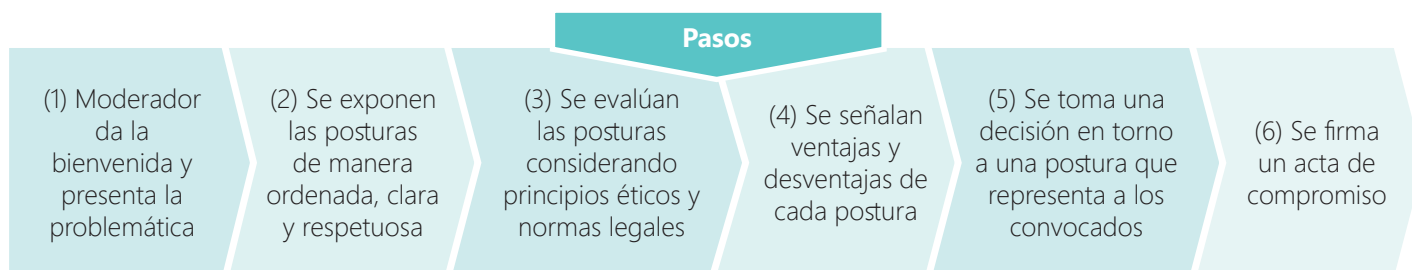 Pasos
(1) Moderador
da la
bienvenida y
presenta la
problemática
(2) Se exponen
las posturas
de manera
ordenada, clara
y respetuosa
(3) Se evalúan
las posturas
considerando
principios éticos y
normas legales
(4) Se señalan
ventajas y
desventajas de
cada postura
(5) Se toma una
decisión en torno
a una postura que
representa a los
convocados
(6) Se firma
un acta de
compromiso